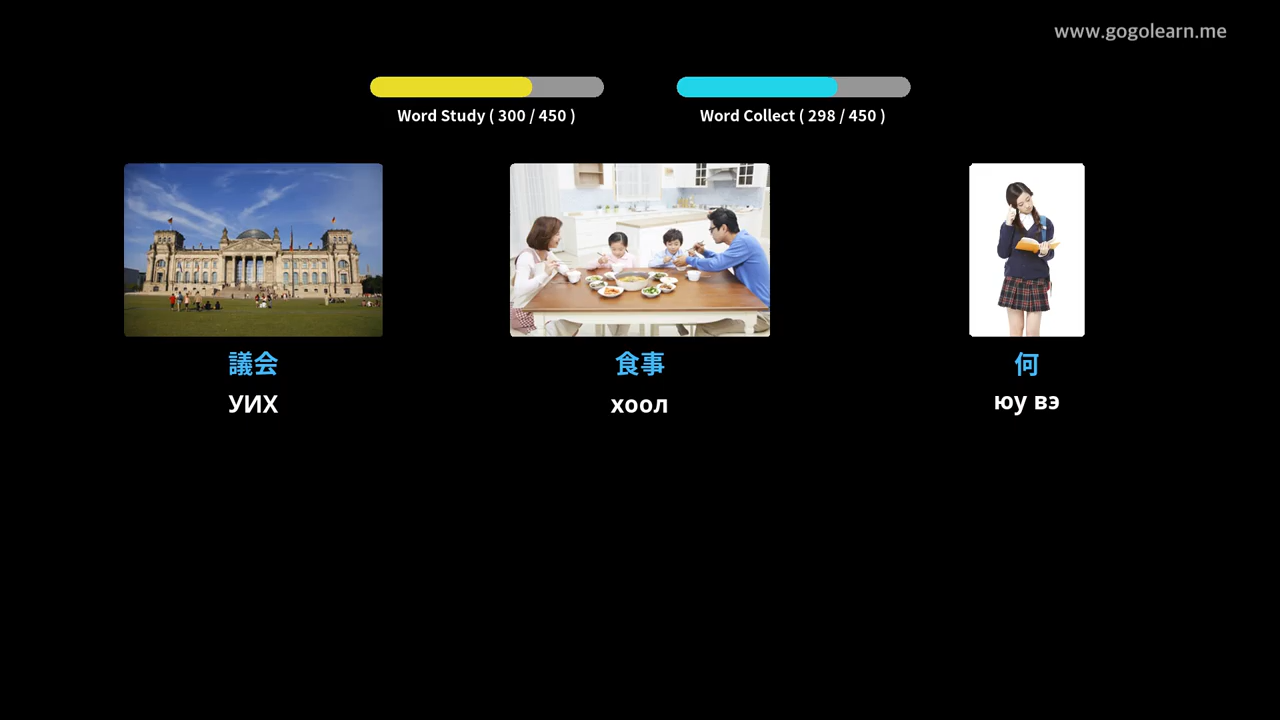 www.gogolearn.me
Word Study ( 300 / 450 )
Word Collect ( 298 / 450 )
議会
食事
何
УИХ
хоол
юу вэ